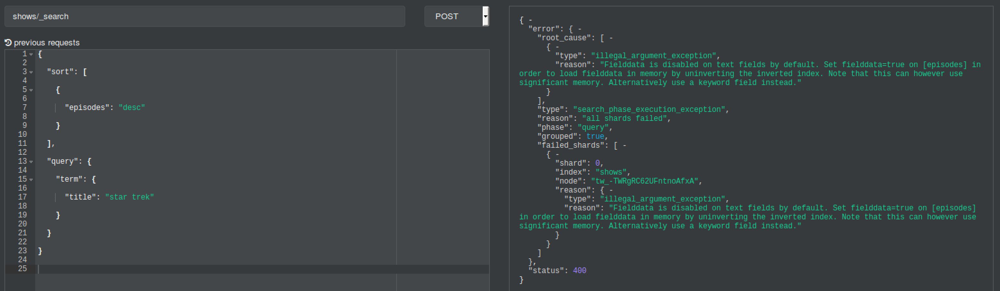 shows/_search
POST
previous requests
1 {
2
3 "sort": [
4
5 {
6
7 "episodes": "desc"
8
9 }
10
11 ],
12
13 "query": {
14
15 "term": {
16
17 "title": "star trek"
18
19 }
20
21 }
22
23 }
24
25
{ -
"error": { -
"root_cause": [ -
{ -
"type": "illegal_argument_exception",
"reason": "Fielddata is disabled on text fields by default. Set fielddata=true on [episodes] in
order to load fielddata in memory by uninverting the inverted index. Note that this can however use
significant memory. Alternatively use a keyword field instead."
}
],
"type": "search_phase_execution_exception",
"reason": "all shards failed",
"phase": "query",
"grouped": true,
"failed_shards": [ -
{ -
"shard": 0,
"index": "shows",
"node": "tw_-TWRgRC62UFntnoAfxA",
"reason": { -
"type": "illegal_argument_exception",
"reason": "Fielddata is disabled on text fields by default. Set fielddata=true on [episodes]
in order to load fielddata in memory by uninverting the inverted index. Note that this can however use
significant memory. Alternatively use a keyword field instead."
}
}
]
},
"status": 400
}